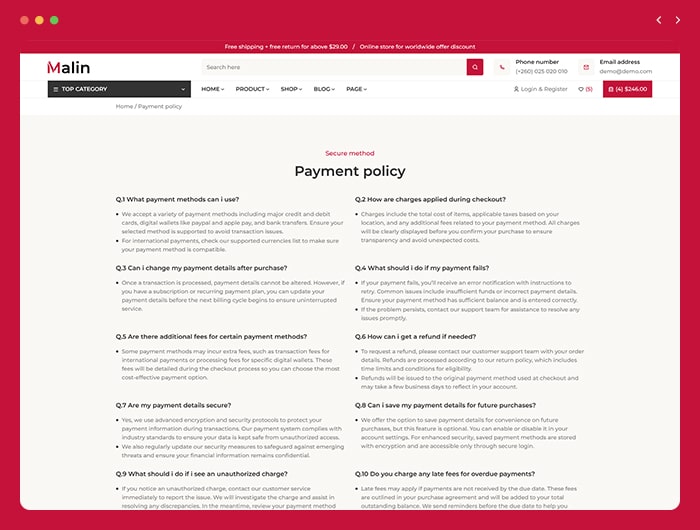 Free shipping + free return for above $29.00 / Online store for worldwide offer discount
Malin
Search here
Phone number
(+260) 025 020 010
Email address
demo@demo.com
TOP CATEGORY
HOME
PRODUCT
SHOP
BLOG
PAGE
Login & Register
(5)
(4) $246.00
Home / Payment policy
Secure method
Payment policy
Q.1 What payment methods can i use?
We accept a variety of payment methods including major credit and debit
cards, digital wallets like paypal and apple pay, and bank transfers. Ensure your
selected method is supported to avoid transaction issues.
For international payments, check our supported currencies list to make sure
your payment method is compatible.
Q.2 How are charges applied during checkout?
Charges include the total cost of items, applicable taxes based on your
location, and any additional fees related to your payment method. All charges
will be clearly displayed before you confirm your purchase to ensure
transparency and avoid unexpected costs.
Q.3 Can i change my payment details after purchase?
Once a transaction is processed, payment details cannot be altered. However, if
you have a subscription or recurring payment plan, you can update your
payment details before the next billing cycle begins to ensure uninterrupted
service.
Q.4 What should i do if my payment fails?
If your payment fails, you'll receive an error notification with instructions to
retry. Common issues include insufficient funds or incorrect payment details.
Ensure your payment method has sufficient balance and is entered correctly.
If the problem persists, contact our support team for assistance to resolve any
issues promptly.
Q.5 Are there additional fees for certain payment methods?
Some payment methods may incur extra fees, such as transaction fees for
international payments or processing fees for specific digital wallets. These
fees will be detailed during the checkout process so you can choose the most
cost-effective payment option.
Q.6 How can i get a refund if needed?
To request a refund, please contact our customer support team with your order
details. Refunds are processed according to our return policy, which includes
time limits and conditions for eligibility.
Refunds will be issued to the original payment method used at checkout and
may take a few business days to reflect in your account.
Q.7 Are my payment details secure?
Yes, we use advanced encryption and security protocols to protect your
payment information during transactions. Our payment system complies with
industry standards to ensure your data is kept safe from unauthorized access.
We also regularly update our security measures to safeguard against emerging
threats and ensure your financial information remains confidential.
Q.8 Can i save my payment details for future purchases?
We offer the option to save payment details for convenience on future
purchases, but this feature is optional. You can enable or disable it in your
account settings. For enhanced security, saved payment methods are stored
with encryption and are accessible only through secure login.
Q.9 What should i do if i see an unauthorized charge?
If you notice an unauthorized charge, contact our customer service
immediately to report the issue. We will investigate the charge and assist in
resolving any discrepancies. In the meantime, review your payment method
Q.10 Do you charge any late fees for overdue payments?
Late fees may apply if payments are not received by the due date. These fees
are outlined in your purchase agreement and will be added to your total
outstanding balance. We send reminders before the due date to help you